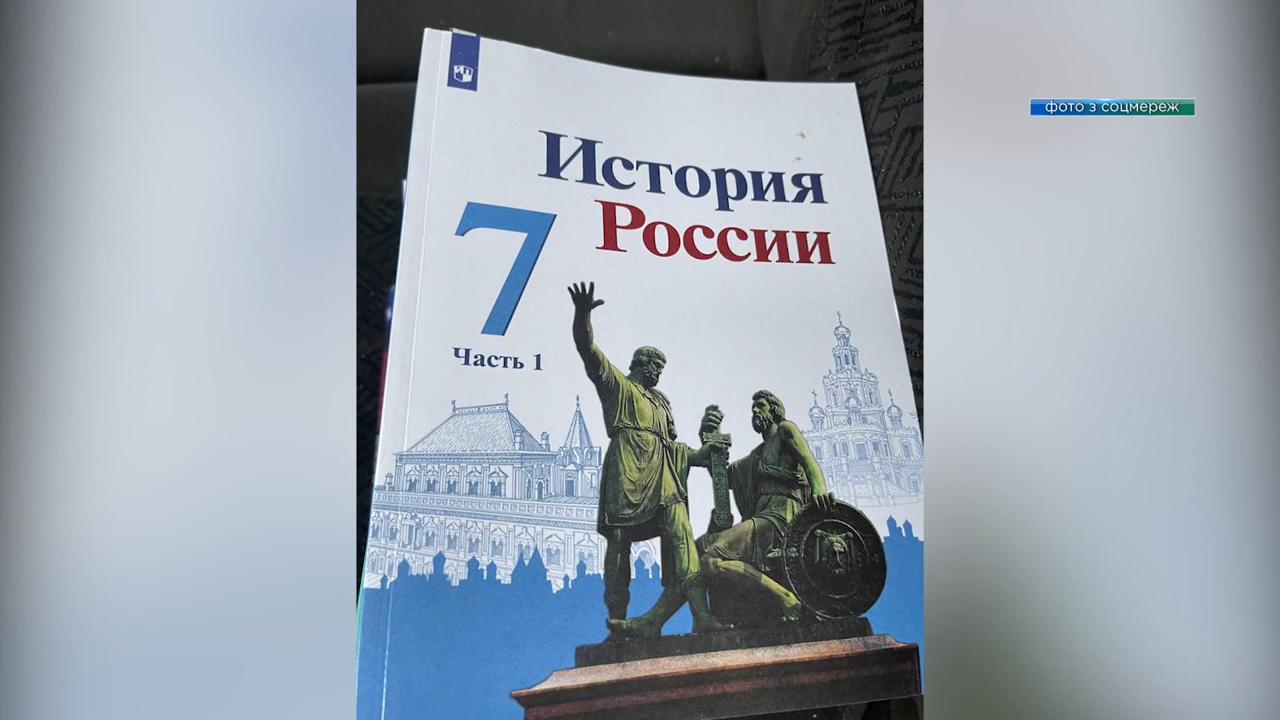 История
России
7
Часть 1
фото з соцмереж